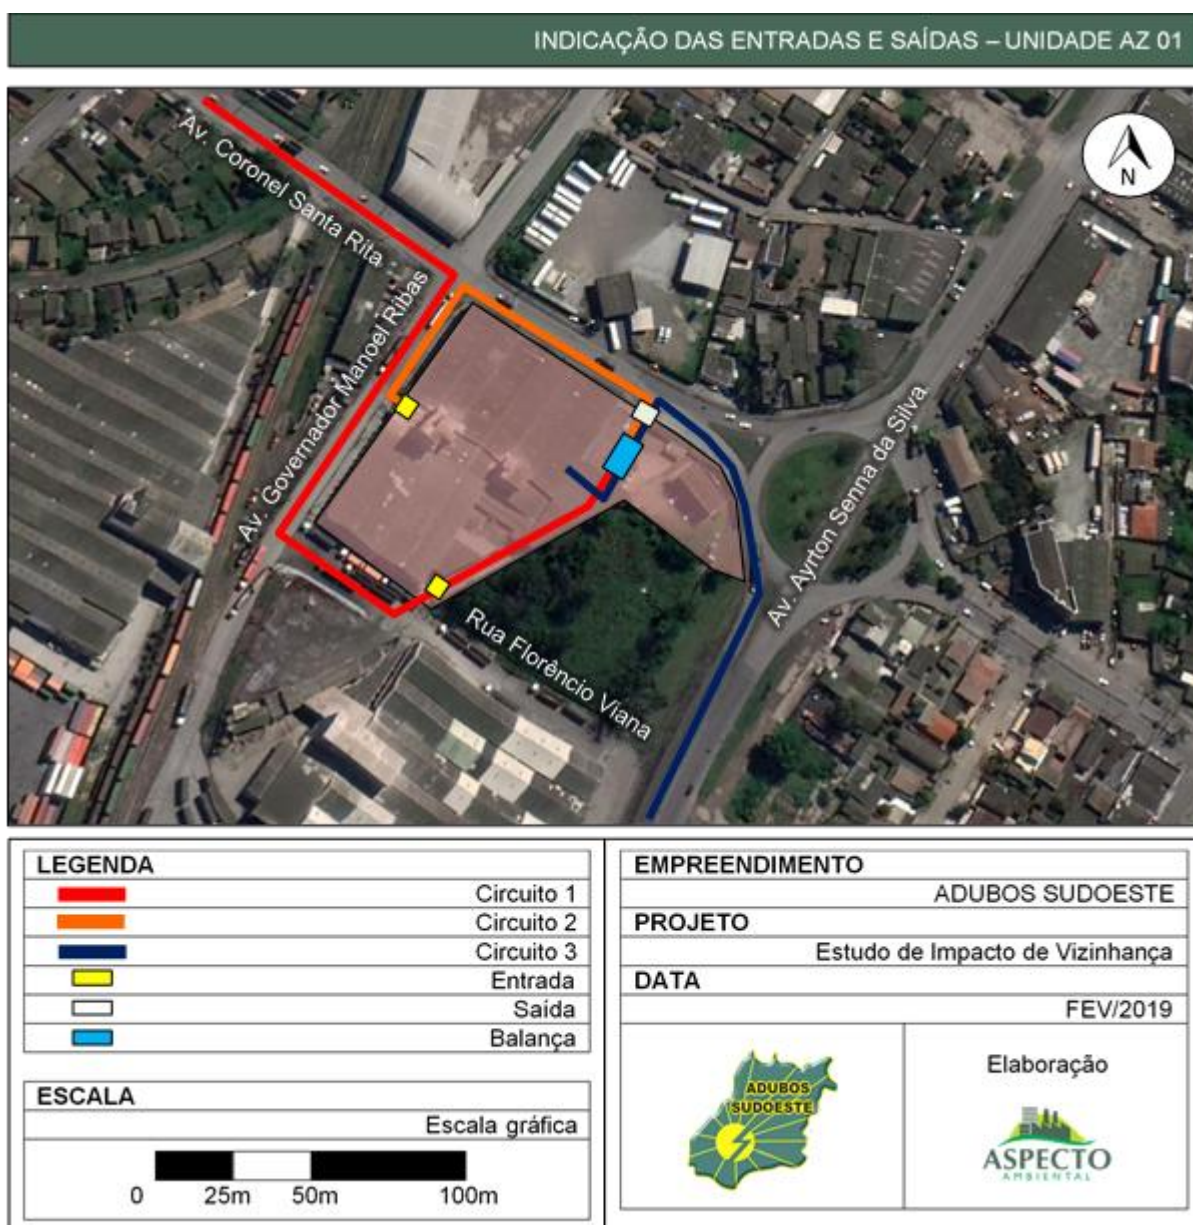 INDICAÇÃO DAS ENTRADAS E SAÍDAS – UNIDADE AZ 01
Av. Coronel Santa Rita
N
Av. Governador Manoel Ribas
Av. Ayrton Senna da Silva
Rua Florêncio Viana
LEGENDA
Circuito 1
Circuito 2
Circuito 3
Entrada
Saída
Balança
ESCALA
Escala gráfica
0 25m 50m 100m
EMPREENDIMENTO
ADUBOS SUDOESTE
PROJETO
Estudo de Impacto de Vizinhança
DATA
FEV/2019
ADUBOS
SUDOESTE
Elaboração
ASPECTO
AMBIENTAL